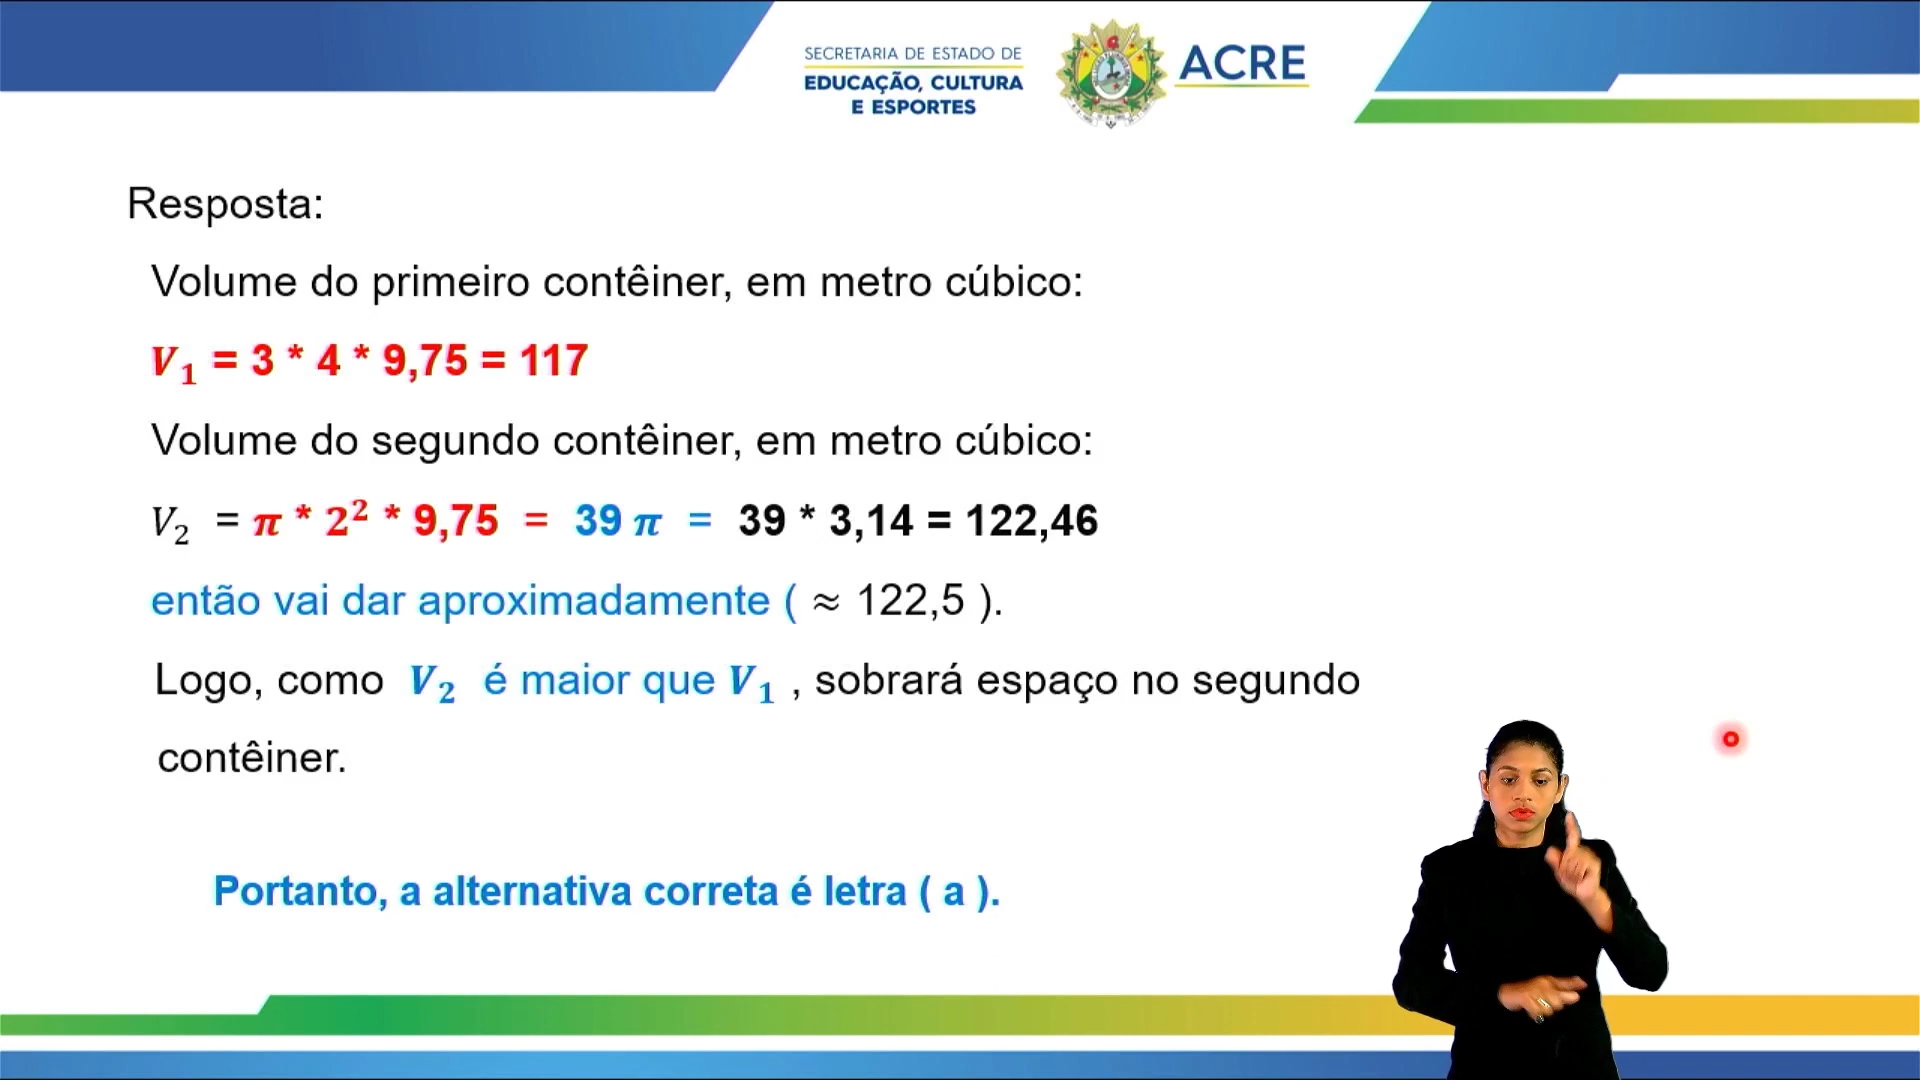 SECRETARIA DE ESTADO DE
EDUCAÇÃO, CULTURA
E ESPORTES
ACRE
Resposta:
Volume do primeiro contêiner, em metro cúbico:
V₁ = 3 * 4 * 9,75 = 117
Volume do segundo contêiner, em metro cúbico:
V₂ = π * 2² * 9,75 = 39 π = 39 * 3,14 = 122,46
então vai dar aproximadamente ( ≈ 122,5 ).
Logo, como V₂ é maior que V₁ , sobrará espaço no segundo
contêiner.
Portanto, a alternativa correta é letra ( a ).